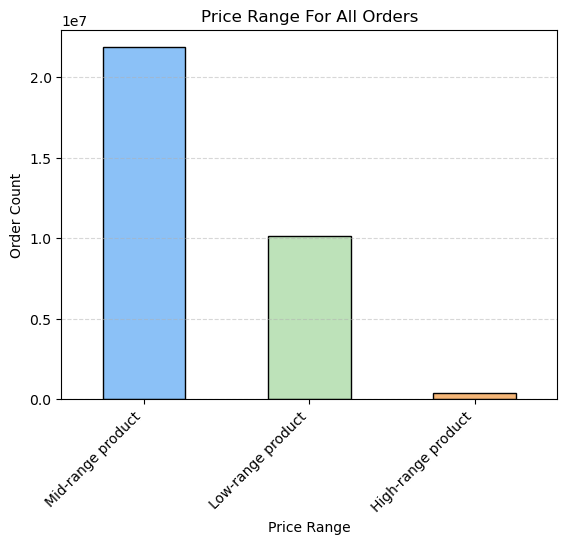 Price Range For All Orders
1e7
2.0
1.5
1.0
0.5
0.0
Order Count
Mid-range product
Low-range product
High-range product
Price Range